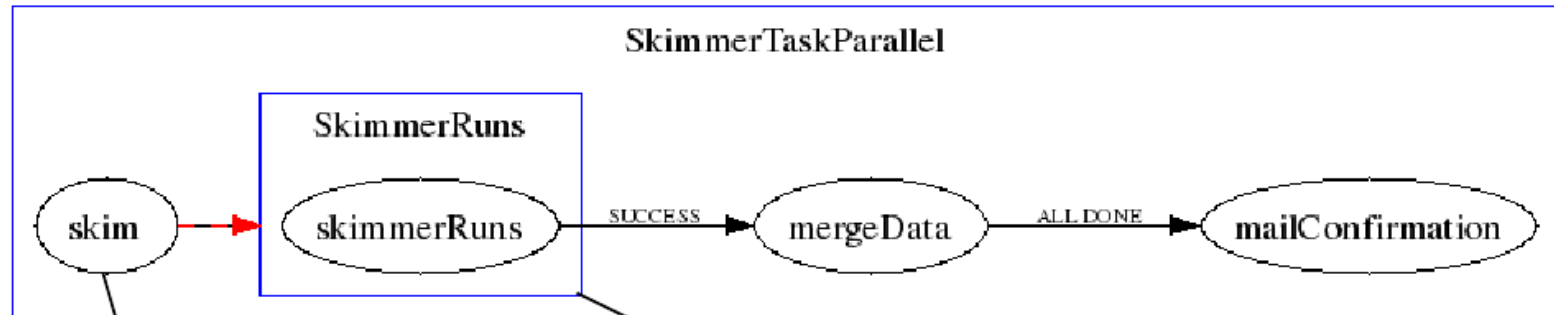 SkimmerTaskParallel
SkimmerRuns
skim
skimmerRuns
SUCCESS
mergeData
ALL DONE
mailConfirmation